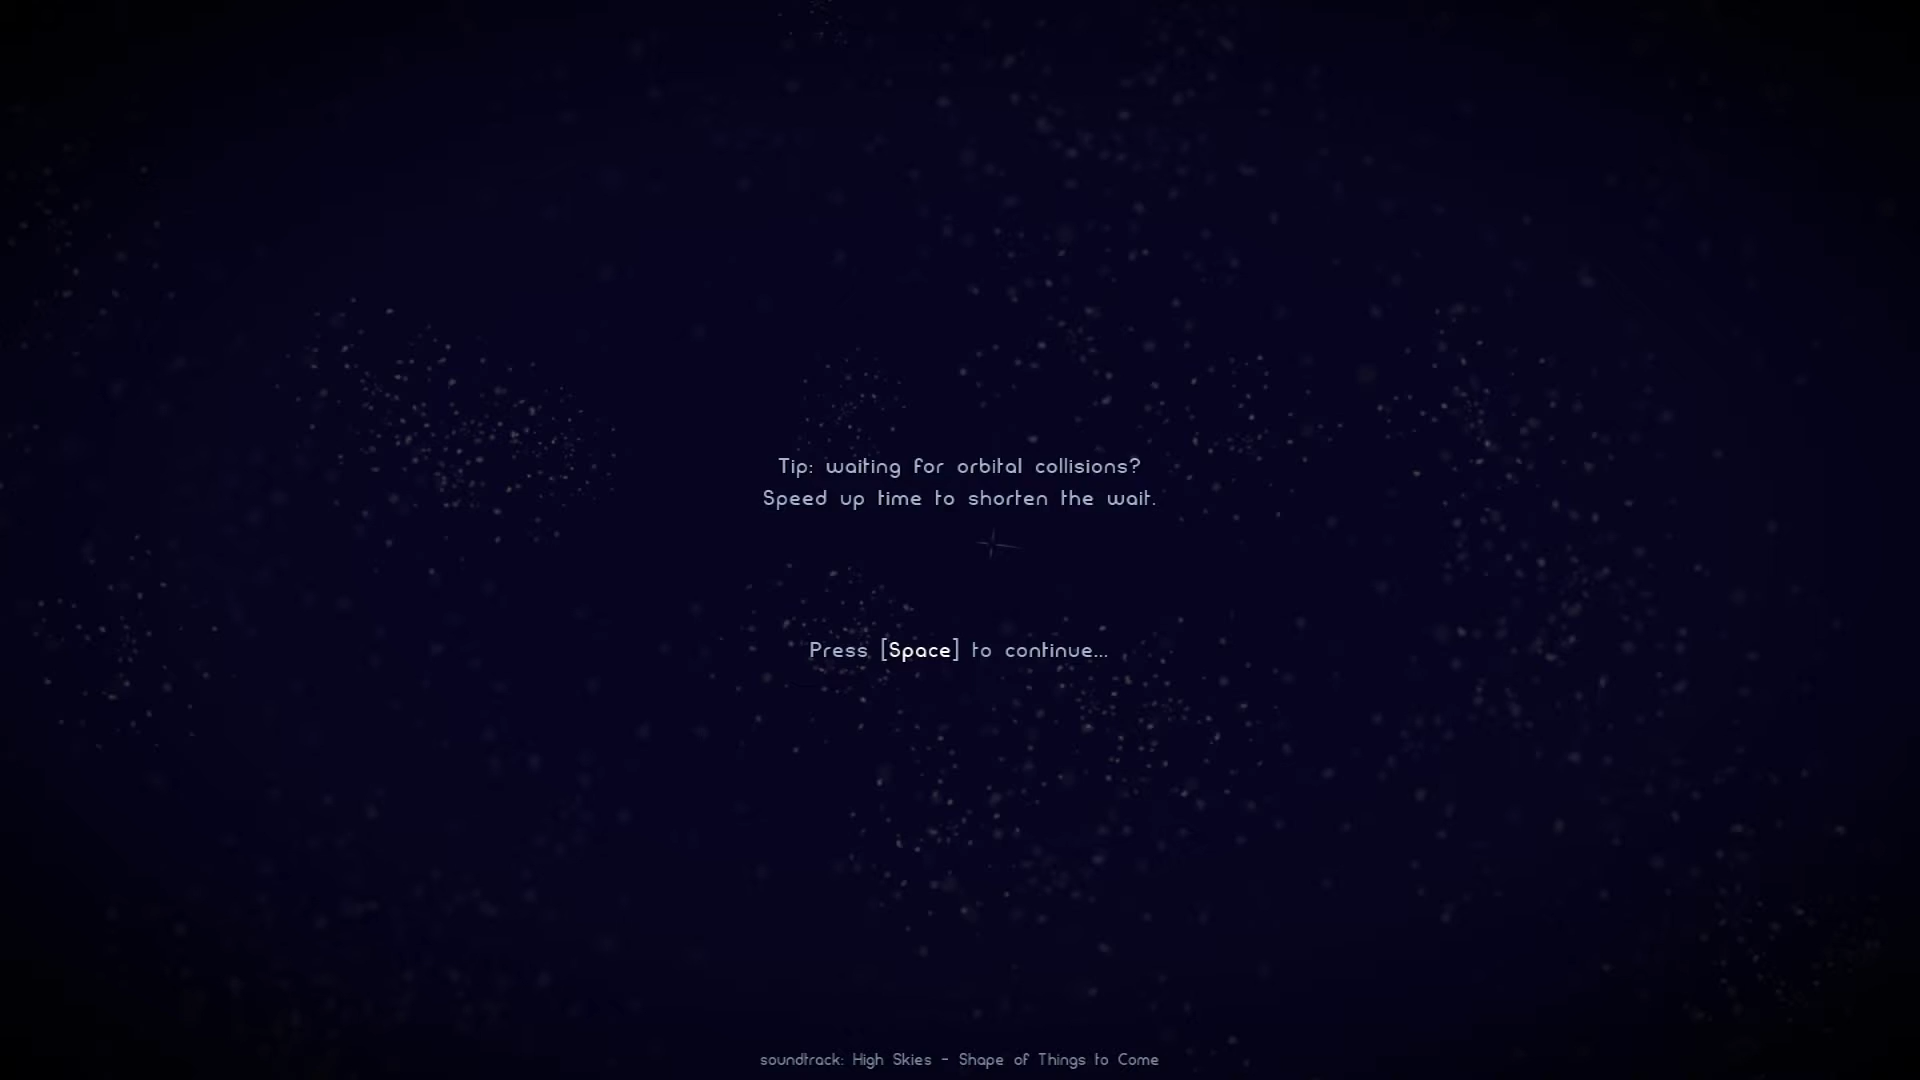 Tip: waiting for orbital collisions?
Speed up time to shorten the wait.
Press [Space] to continue...
soundtrack: High Skies - Shape of Things to Come